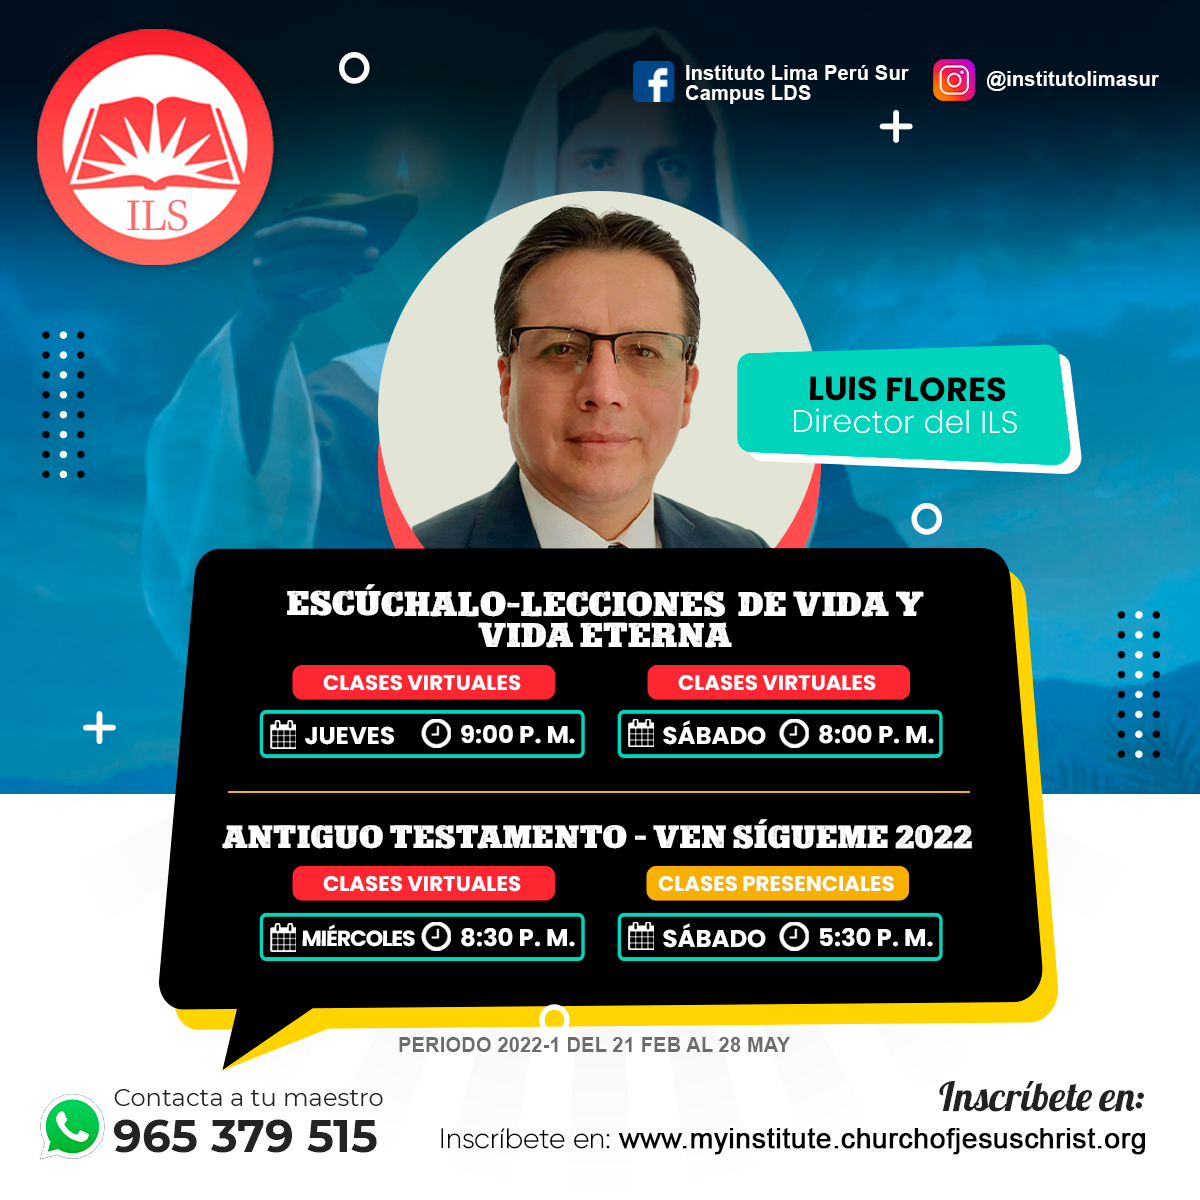 ILS
Instituto Lima Perú Sur
Campus LDS
@institutolimasur
LUIS FLORES
Director del ILS
ESCÚCHALO-LECCIONES DE VIDA Y
VIDA ETERNA
CLASES VIRTUALES
JUEVES 9:00 P. M.
CLASES VIRTUALES
SÁBADO 8:00 P. M.
ANTIGUO TESTAMENTO - VEN SÍGUEME 2022
CLASES VIRTUALES
MIÉRCOLES 8:30 P. M.
CLASES PRESENCIALES
SÁBADO 5:30 P. M.
PERIODO 2022-1 DEL 21 FEB AL 28 MAY
Contacta a tu maestro
965 379 515
Inscríbete en:
Inscríbete en: www.myinstitute.churchofjesuschrist.org